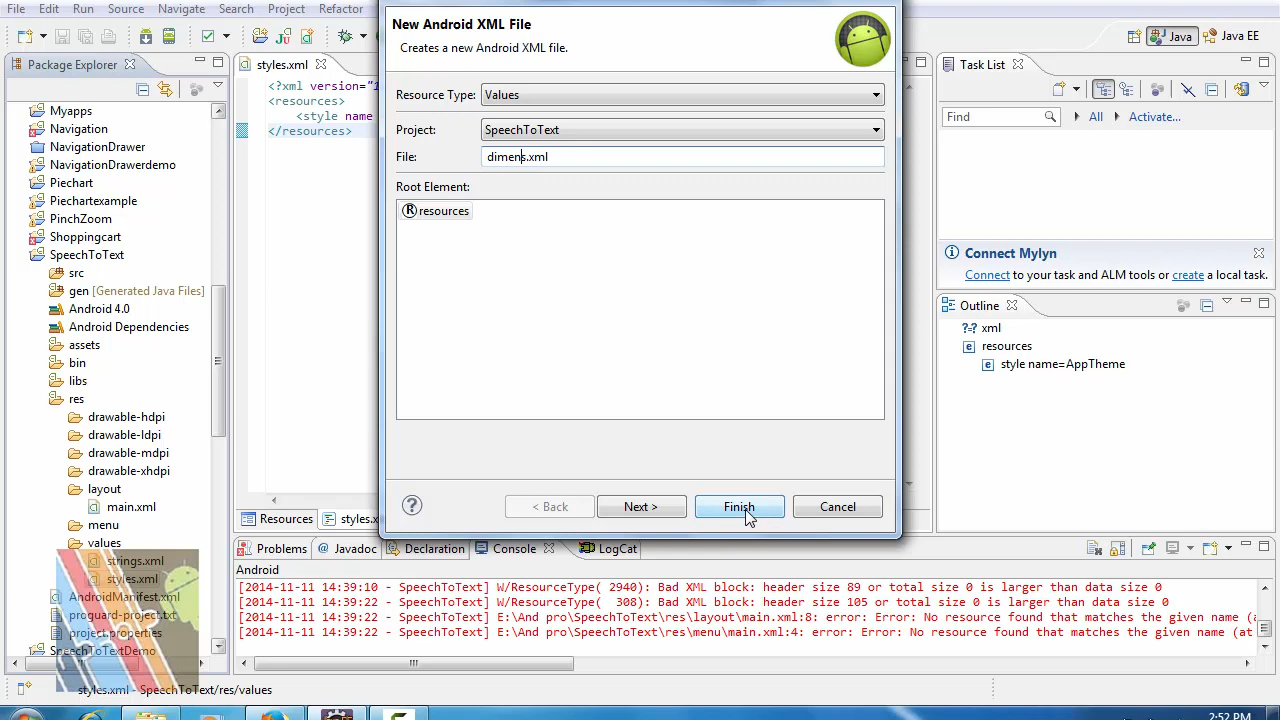 File Edit Run Source Navigate Search Project Refactor
New Android XML File
Creates a new Android XML file.
Java
Java EE
Package Explorer
styles.xml
Task List
<?xml version="1
<resources>
<style name
</resources>
Resource Type: Values
Project: SpeechToText
File: dimens.xml
Root Element:
R resources
Find
All
Activate...
Myapps
Navigation
NavigationDrawer
NavigationDrawerdemo
Piechart
Piechartexample
PinchZoom
Shoppingcart
SpeechToText
src
gen [Generated Java Files]
Android 4.0
Android Dependencies
assets
bin
libs
res
drawable-hdpi
drawable-ldpi
drawable-mdpi
drawable-xhdpi
layout
main.xml
menu
values
strings.xml
styles.xml
AndroidManifest.xml
proguard-project.txt
project.properties
SpeechToTextDemo
Connect Mylyn
Connect to your task and ALM tools or create a local task.
Outline
xml
resources
style name=AppTheme
< Back
Next >
Finish
Cancel
Resources
styles.x
Problems
Javadoc
Declaration
Console
LogCat
Android
[2014-11-11 14:39:10 - SpeechToText] W/ResourceType( 2940): Bad XML block: header size 89 or total size 0 is larger than data size 0
[2014-11-11 14:39:22 - SpeechToText] W/ResourceType( 308): Bad XML block: header size 105 or total size 0 is larger than data size 0
[2014-11-11 14:39:22 - SpeechToText] E:\And pro\SpeechToText\res\layout\main.xml:8: error: Error: No resource found that matches the given name (a
[2014-11-11 14:39:22 - SpeechToText] E:\And pro\SpeechToText\res\menu\main.xml:4: error: Error: No resource found that matches the given name (at
styles.xml - SpeechToText/res/values
2:52 PM